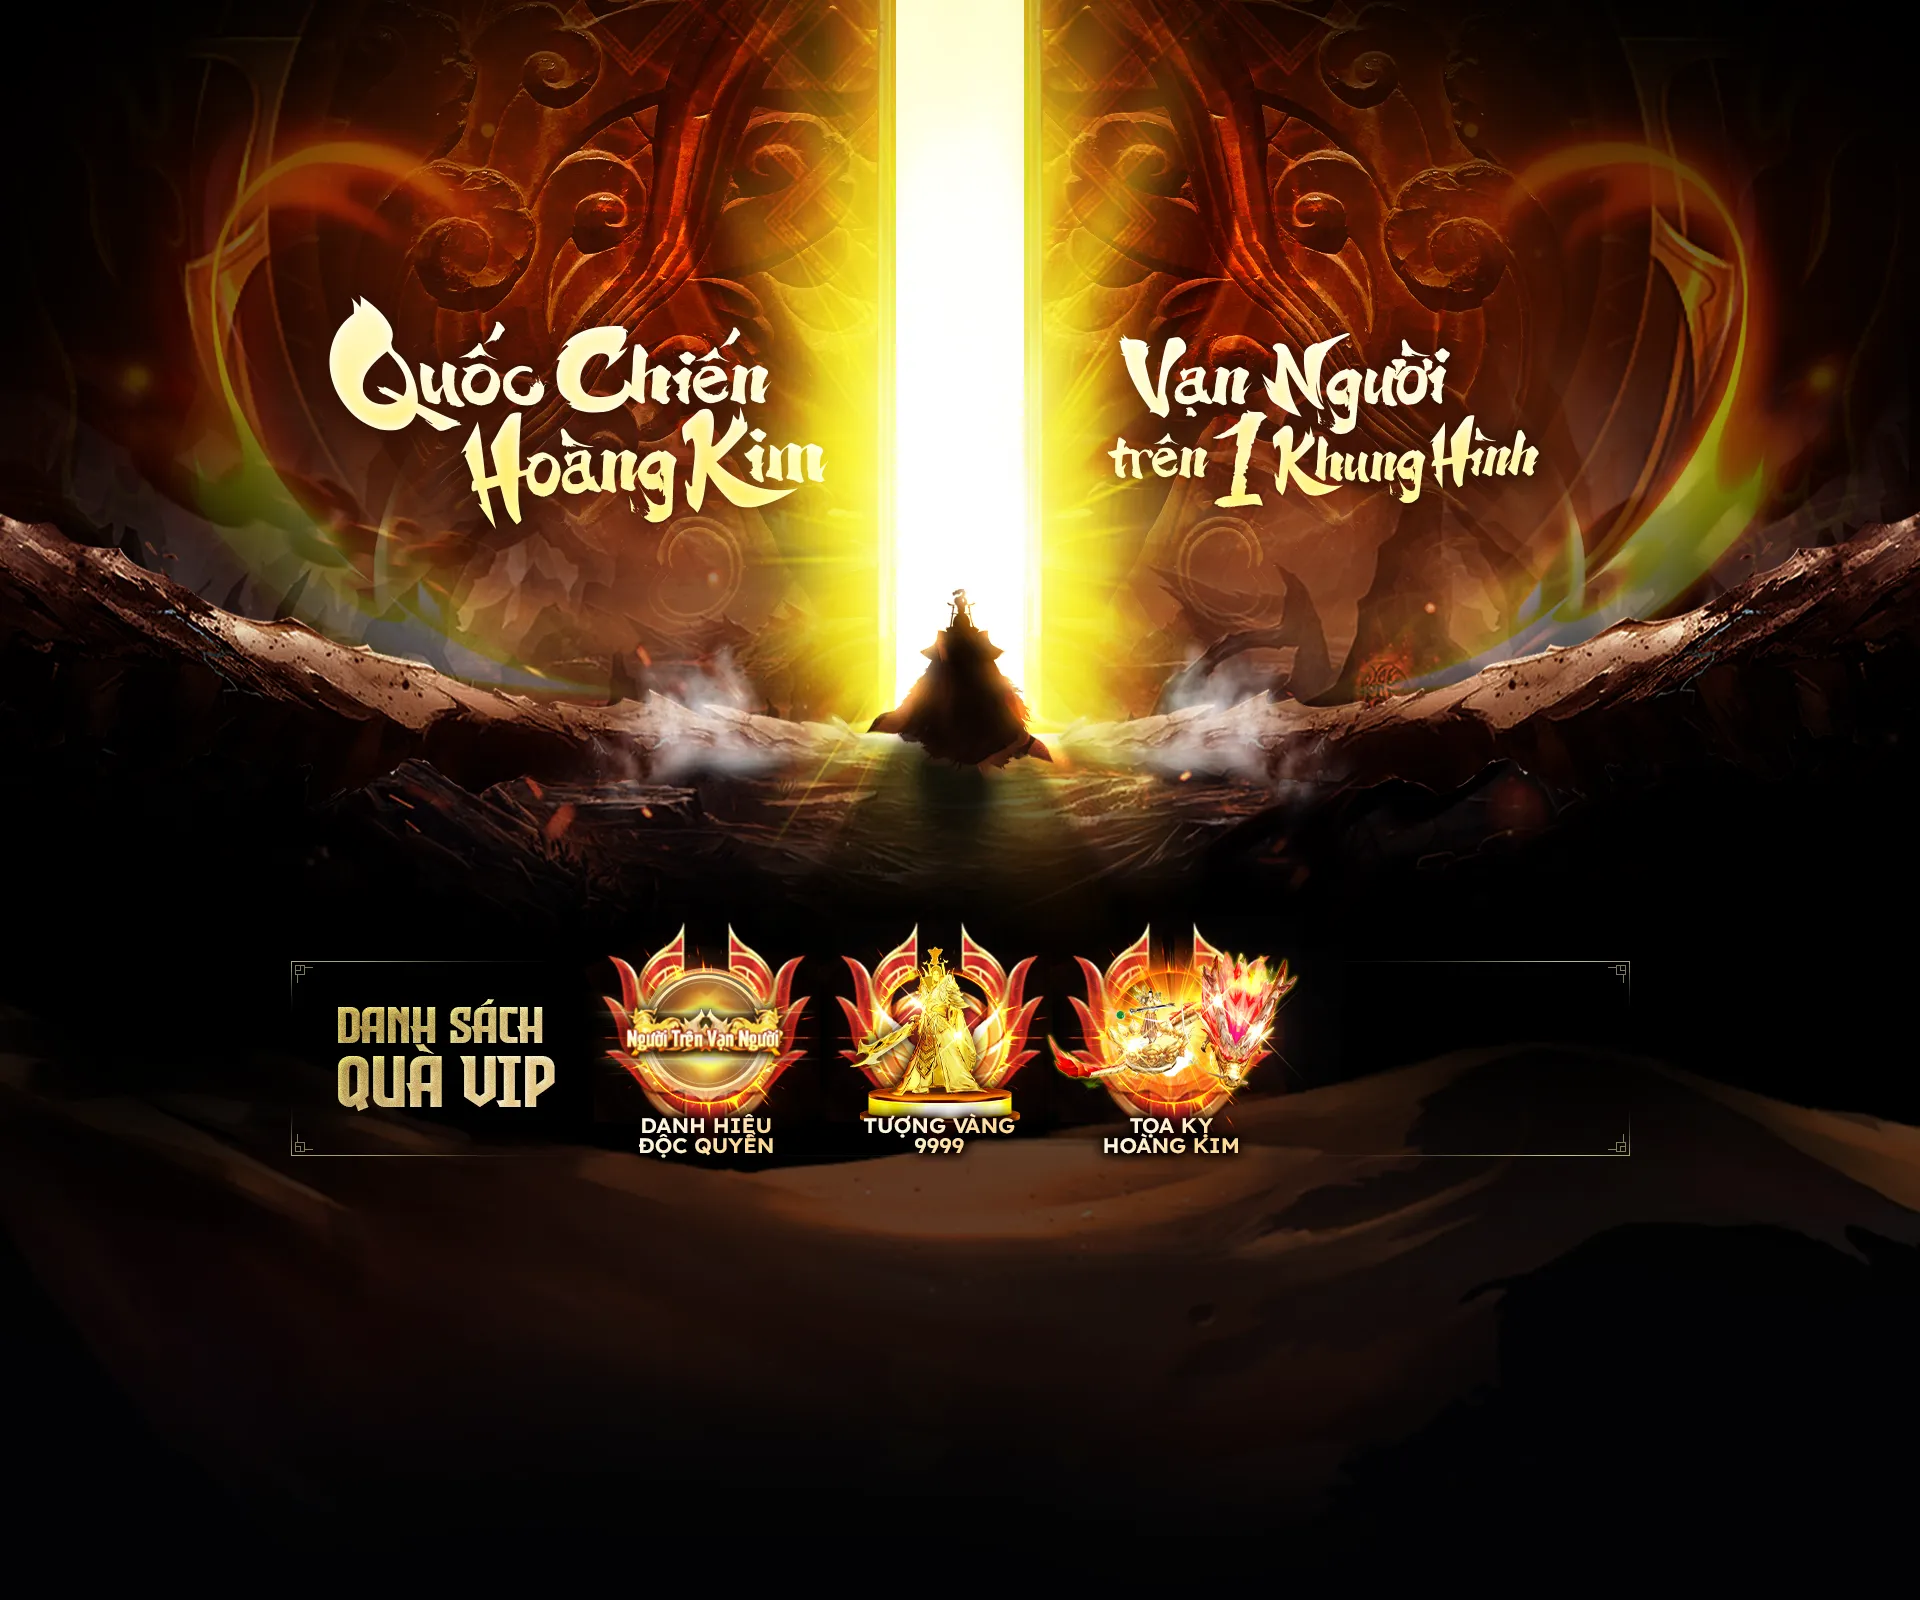 Quốc Chiến
Hoàng Kim
Vạn Người
trên 1 Khung Hình
DANH SÁCH
QUÀ VIP
Người Trên Vạn Người
DANH HIỆU
ĐỘC QUYỀN
TƯỢNG VÀNG
9999
TỌA KỴ
HOÀNG KIM